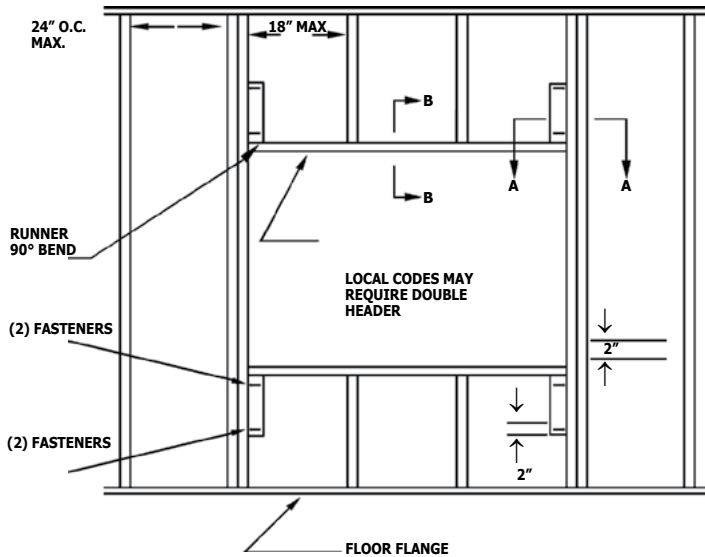 24" O.C.
MAX.
18" MAX
B
B
A
A
RUNNER
90° BEND
LOCAL CODES MAY
REQUIRE DOUBLE
HEADER
(2) FASTENERS
2"
(2) FASTENERS
2"
FLOOR FLANGE